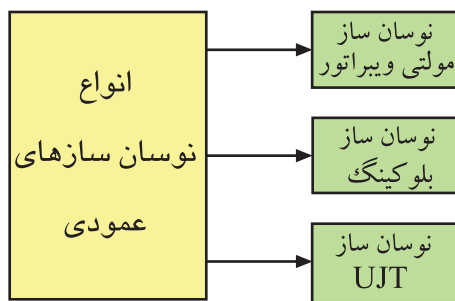 انواع
نوسان سازهای
عمودی
نوسان ساز
مولتی ویبراتور
نوسان ساز
بلوکینگ
نوسان ساز
UJT